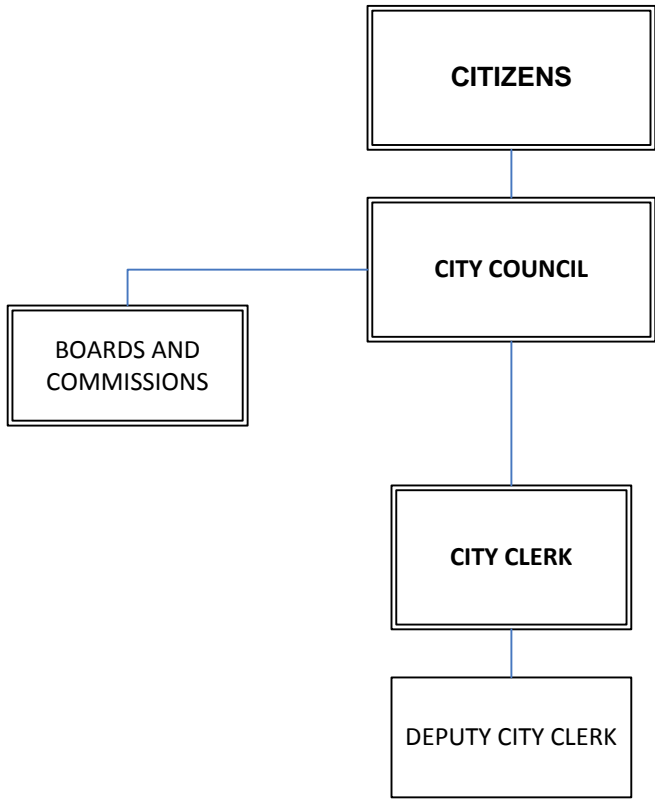 CITIZENS
CITY COUNCIL
BOARDS AND
COMMISSIONS
CITY CLERK
DEPUTY CITY CLERK